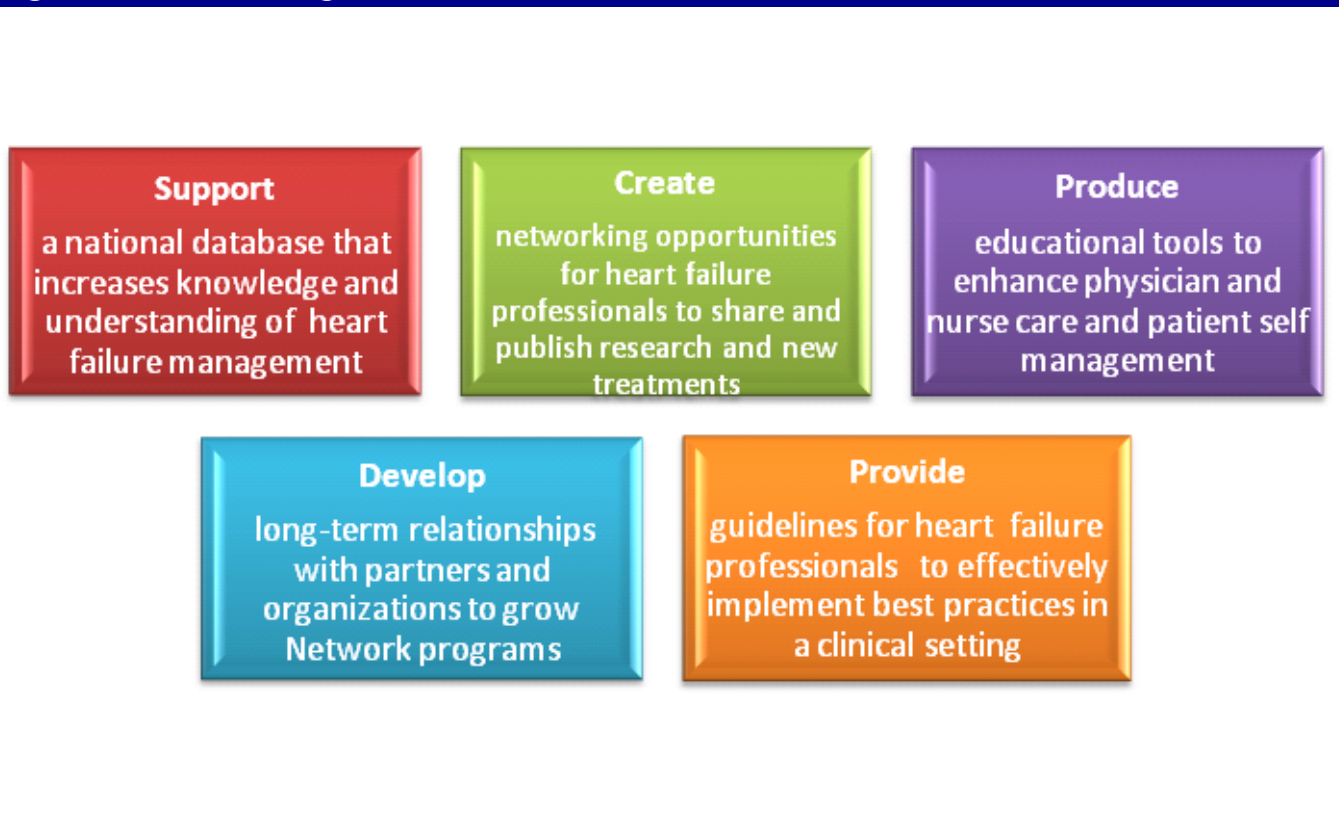 Support
a national database that
increases knowledge and
understanding of heart
failure management
Create
networking opportunities
for heart failure
professionals to share and
publish research and new
treatments
Produce
educational tools to
enhance physician and
nurse care and patient self
management
Develop
long-term relationships
with partners and
organizations to grow
Network programs
Provide
guidelines for heart failure
professionals to effectively
implement best practices in
a clinical setting